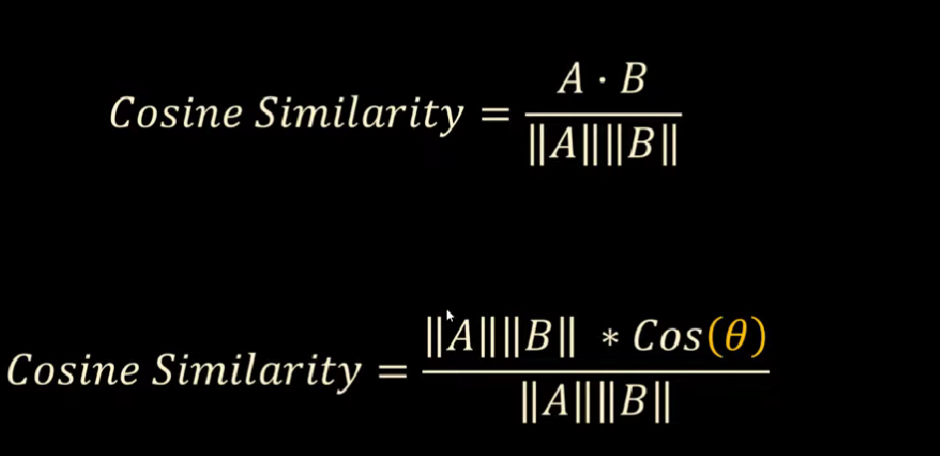 Cosine Similarity = A · B / ‖A‖‖B‖
Cosine Similarity = ‖A‖‖B‖ * Cos(θ) / ‖A‖‖B‖